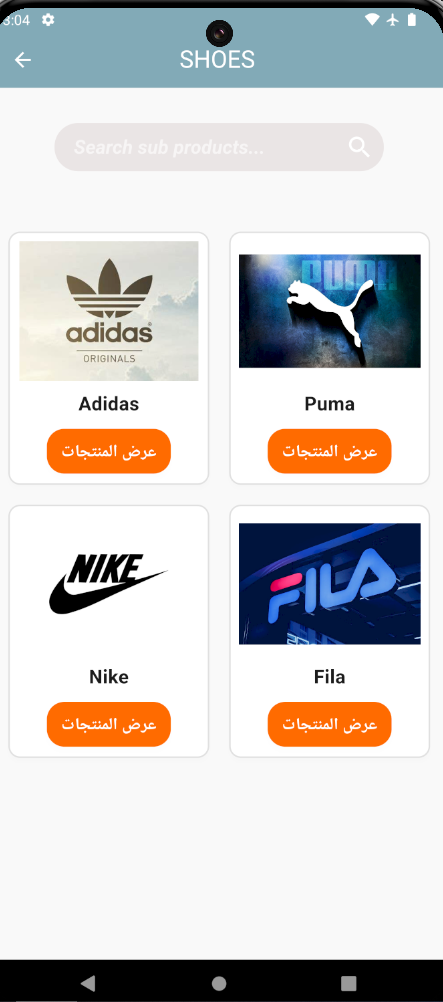 3:04
SHOES
Search sub products...
adidas
ORIGINALS
Adidas
عرض المنتجات
PUMA
Puma
عرض المنتجات
NIKE
Nike
عرض المنتجات
FILA
Fila
عرض المنتجات